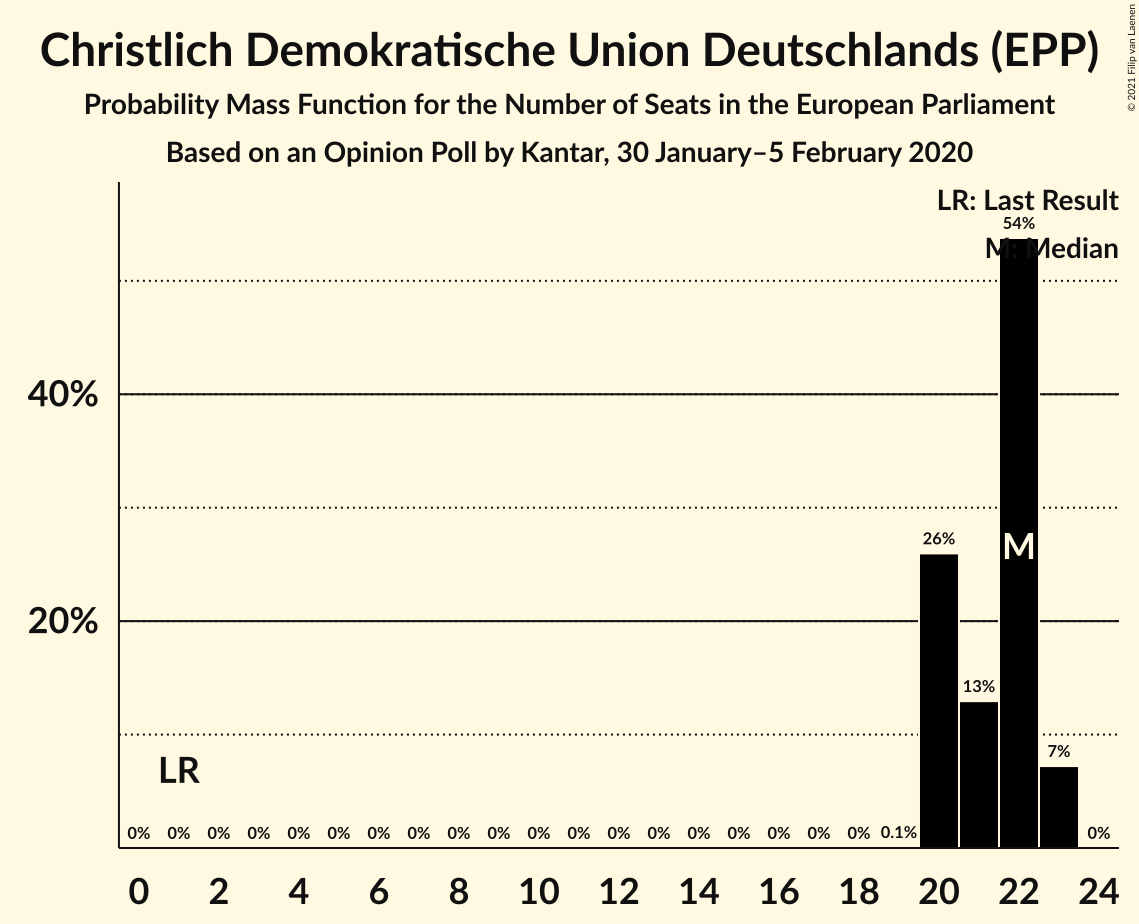 Christlich Demokratische Union Deutschlands (EPP)
Probability Mass Function for the Number of Seats in the European Parliament
Based on an Opinion Poll by Kantar, 30 January–5 February 2020
© 2021 Filip van Laenen
LR: Last Result
54%
M: Median
40%
26%
M
20%
13%
7%
LR
0% 0% 0% 0% 0% 0% 0% 0% 0% 0% 0% 0% 0% 0% 0% 0% 0% 0% 0% 0.1% 0%
0 2 4 6 8 10 12 14 16 18 20 22 24